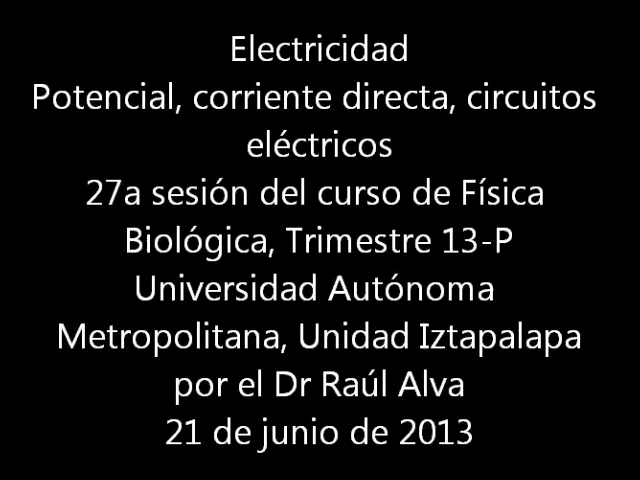 Electricidad
Potencial, corriente directa, circuitos
eléctricos
27a sesión del curso de Física
Biológica, Trimestre 13-P
Universidad Autónoma
Metropolitana, Unidad Iztapalapa
por el Dr Raúl Alva
21 de junio de 2013